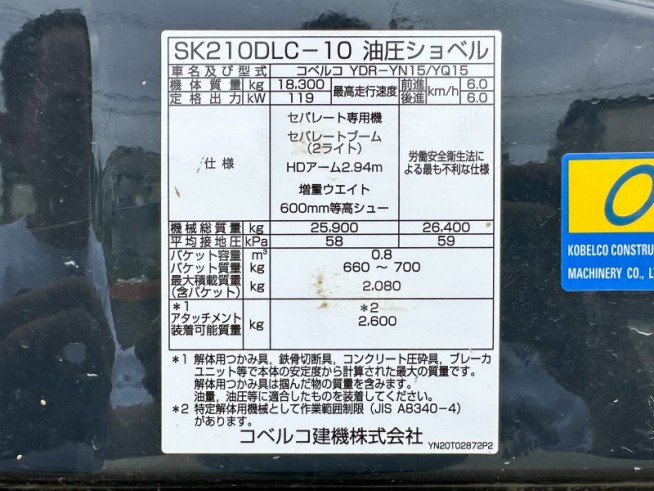 SK210DLC-10 油圧ショベル
車名及び型式 コベルコ YDR-YN15/YQ15
機体質量 kg 18,300 最高走行速度 前進 km/h 6.0
定格出力 kW 119 後進 6.0
仕様
セパレート専用機
セパレートブーム
(2ライト)
HDアーム2.94m
増量ウエイト
600mm等高シュー
労働安全衛生法に
よる最も不利な仕様
機械総質量 kg 25,900 26,400
平均接地圧 kPa 58 59
バケット容量 m³ 0.8
バケット質量 kg 660 ~ 700
最大積載質量
(含バケット) kg 2,080
*1 *2
アタッチメント
装着可能質量 kg 2,600
*1 解体用つかみ具, 鉄骨切断具, コンクリート圧砕具, ブレーカ
ユニット等で本体の安定度から計算された最大の質量です。
解体用つかみ具は掴んだ物の質量を含みます。
油量, 油圧等に適合したものを装着してください。
*2 特定解体用機械として作業範囲制限 (JIS A8340-4)
があります。
コベルコ建機株式会社 YN20T02872P2
KOBELCO CONSTRU
MACHINERY CO., L